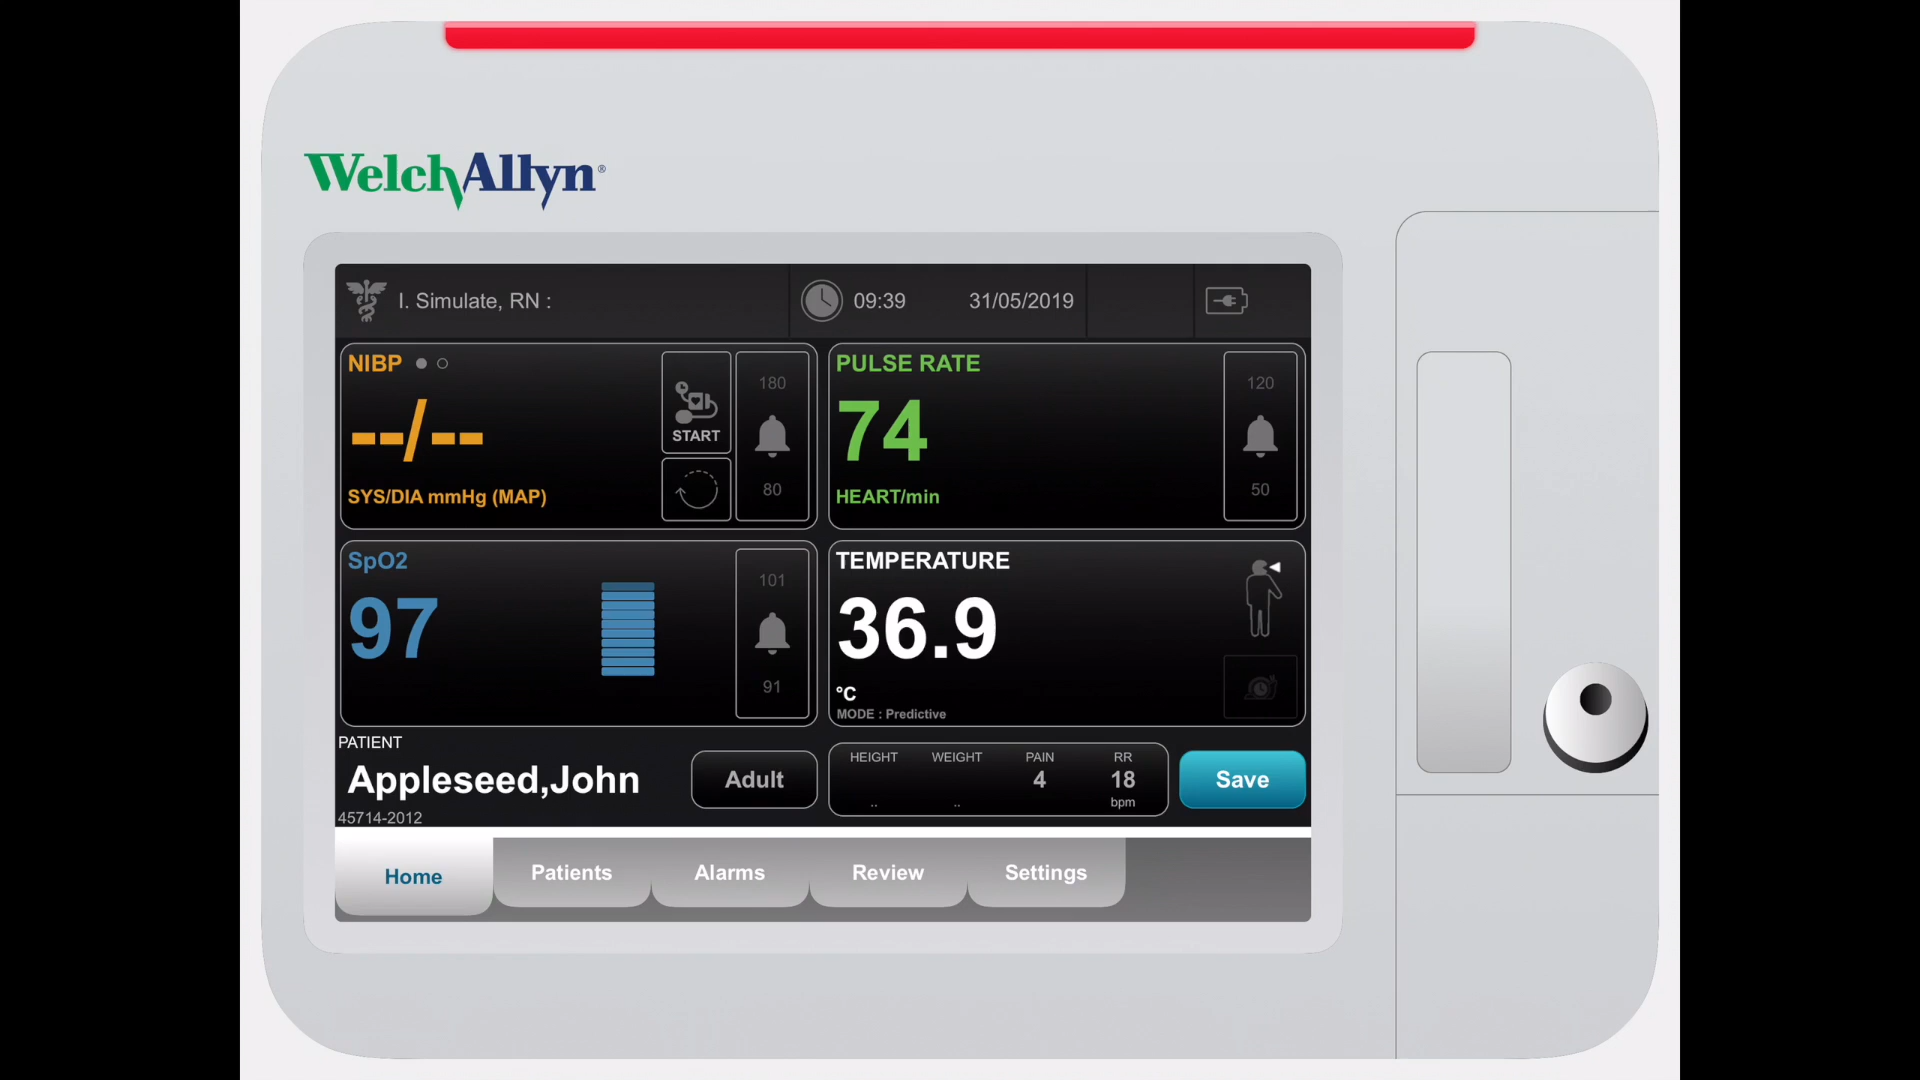 WelchAllyn®
I. Simulate, RN :
09:39
31/05/2019
NIBP
START
180
80
--/--
SYS/DIA mmHg (MAP)
PULSE RATE
74
HEART/min
120
50
SpO2
97
101
91
TEMPERATURE
36.9
°C
MODE : Predictive
PATIENT
Appleseed,John
45714-2012
Adult
HEIGHT WEIGHT PAIN RR
.. .. 4 18
bpm
Save
Home Patients Alarms Review Settings